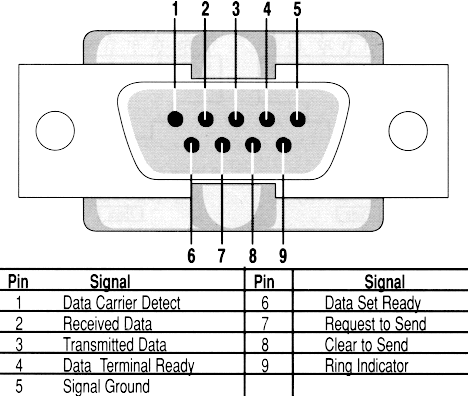 1 2 3 4 5
6 7 8 9
Pin Signal Pin Signal
1 Data Carrier Detect 6 Data Set Ready
2 Received Data 7 Request to Send
3 Transmitted Data 8 Clear to Send
4 Data Terminal Ready 9 Ring Indicator
5 Signal Ground